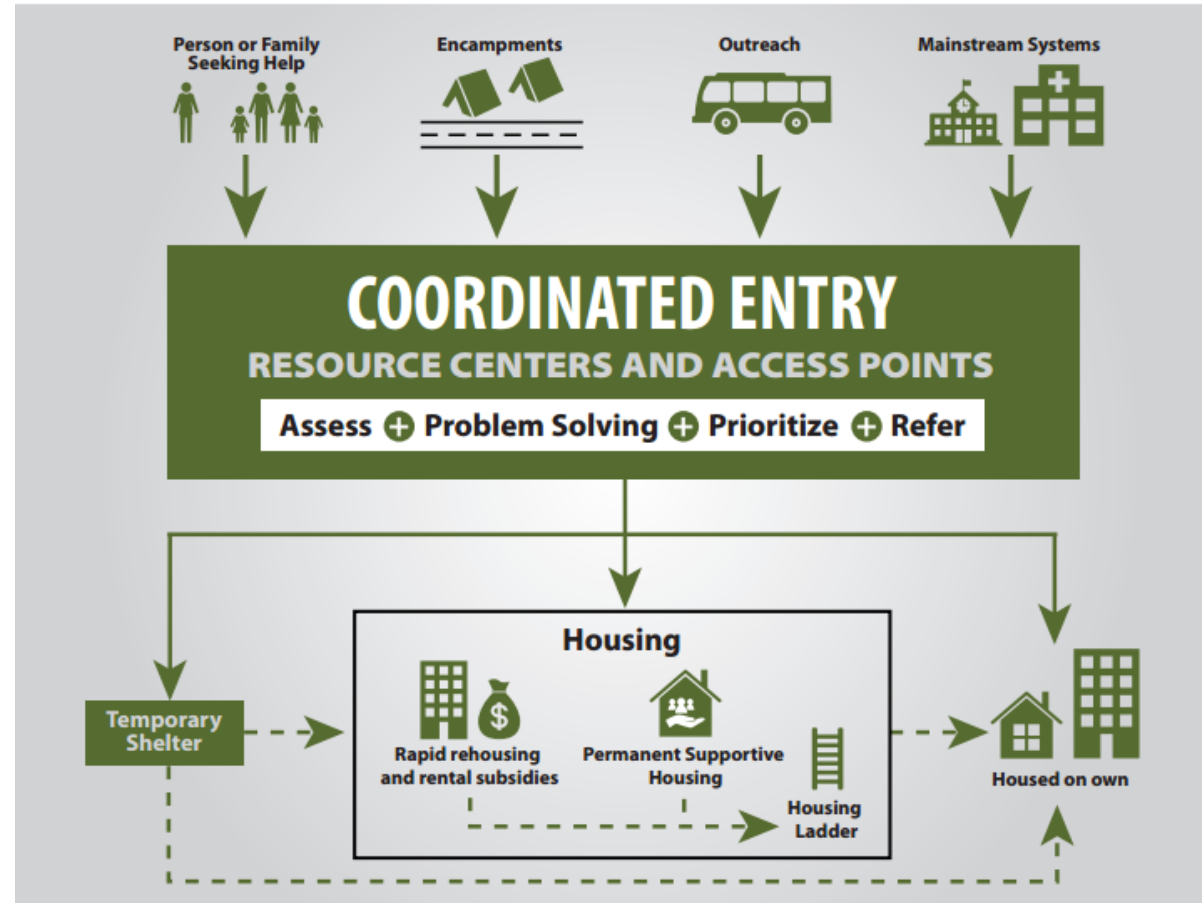 Person or Family
Seeking Help
Encampments
Outreach
Mainstream Systems
$
COORDINATED ENTRY
RESOURCE CENTERS AND ACCESS POINTS
Assess + Problem Solving + Prioritize + Refer
Housing
Temporary
Shelter
Rapid rehousing
and rental subsidies
Permanent Supportive
Housing
Housing
Ladder
Housed on own